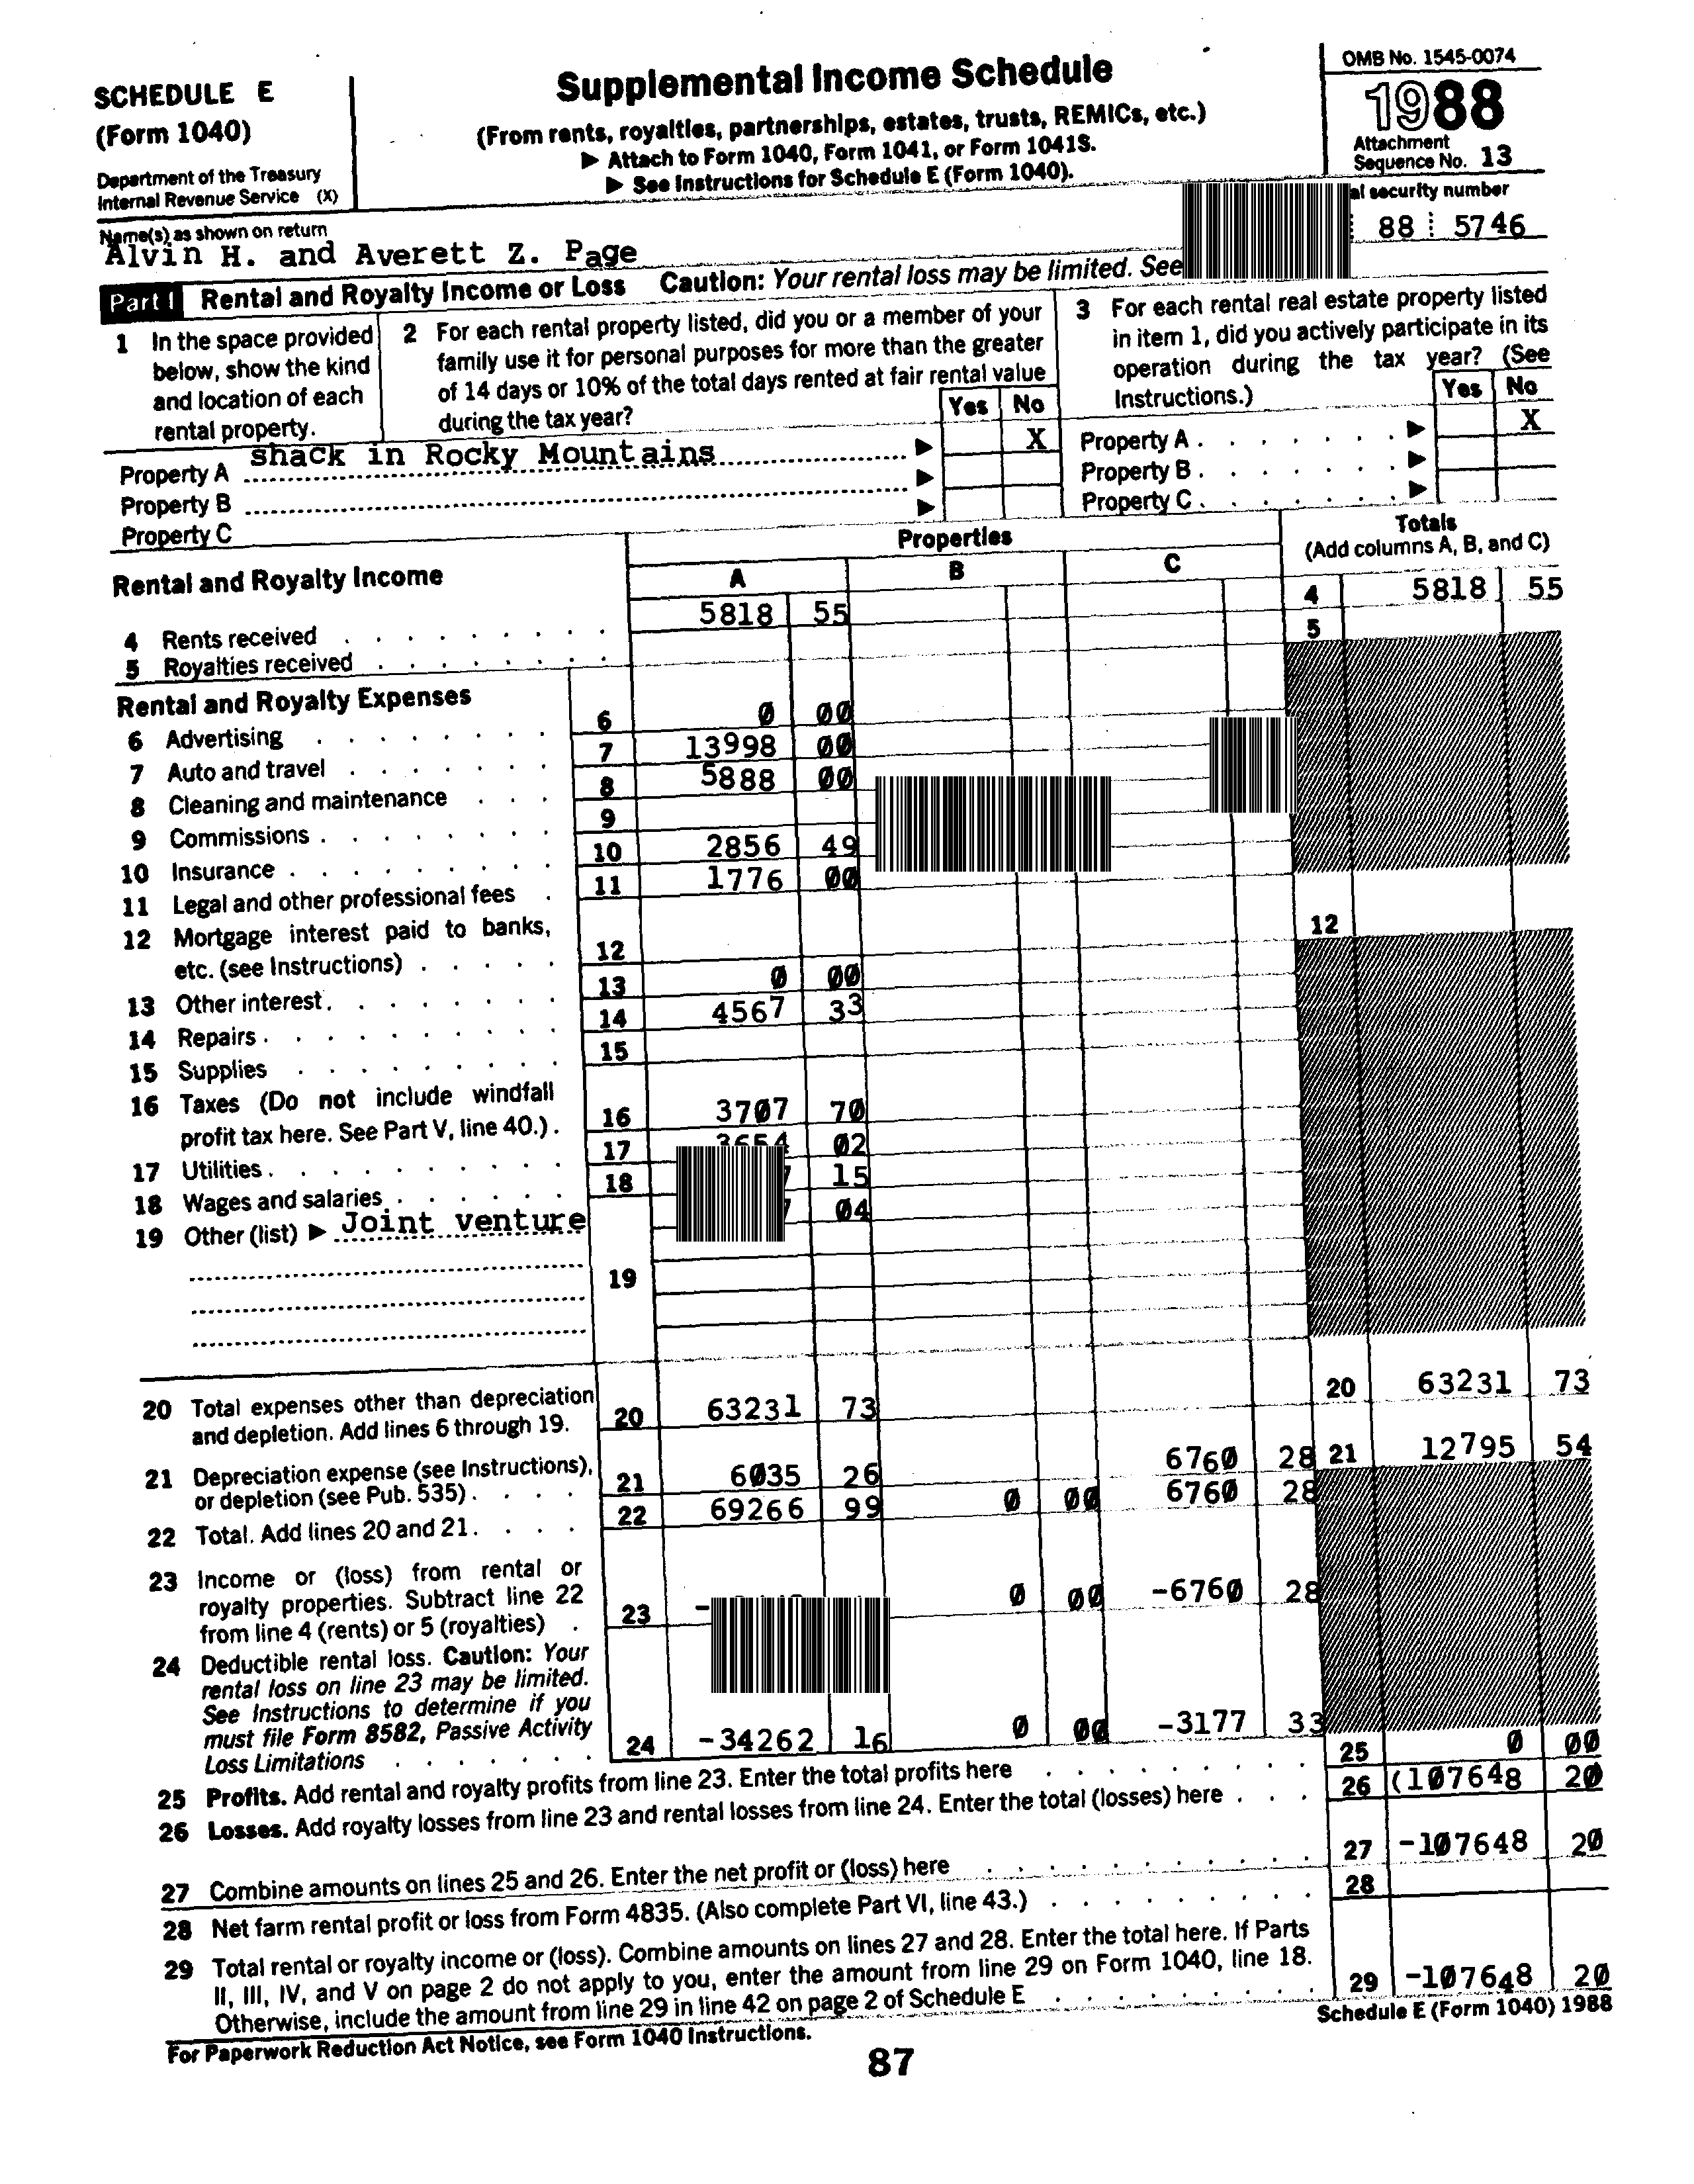 SCHEDULE E
(Form 1040)
Department of the Treasury
Internal Revenue Service (X)
Supplemental Income Schedule
(From rents, royalties, partnerships, estates, trusts, REMICs, etc.)
▶ Attach to Form 1040, Form 1041, or Form 1041S.
▶ See Instructions for Schedule E (Form 1040).
OMB No. 1545-0074
1988
Attachment
Sequence No. 13
Name(s) as shown on return
al security number
Alvin H. and Averett Z. Page
88 5746
Part I Rental and Royalty Income or Loss Caution: Your rental loss may be limited. See
1 In the space provided
below, show the kind
and location of each
rental property.
2 For each rental property listed, did you or a member of your
family use it for personal purposes for more than the greater
of 14 days or 10% of the total days rented at fair rental value
during the tax year?
Yes No
3 For each rental real estate property listed
in item 1, did you actively participate in its
operation during the tax year? (See
Instructions.)
Yes No
Property A shack in Rocky Mountains ▶ X Property A ▶ X
Property B ▶ Property B ▶
Property C ▶ Property C ▶
Rental and Royalty Income
Properties
A B C
Totals
(Add columns A, B, and C)
4 Rents received 5818 55 4 5818 55
5 Royalties received 5
Rental and Royalty Expenses
6 Advertising 6 0 00
7 Auto and travel 7 13998 00
8 Cleaning and maintenance 8 5888 00
9 Commissions 9
10 Insurance 10 2856 49
11 Legal and other professional fees 11 1776 00
12 Mortgage interest paid to banks,
etc. (see Instructions) 12 12
13 Other interest 13 0 00
14 Repairs 14 4567 33
15 Supplies 15
16 Taxes (Do not include windfall
profit tax here. See Part V, line 40.) 16 3707 70
17 Utilities 17 3654 02
18 Wages and salaries 18 15
19 Other (list) ▶ Joint venture 04
19
20 Total expenses other than depreciation
and depletion. Add lines 6 through 19. 20 63231 73 20 63231 73
21 Depreciation expense (see Instructions),
or depletion (see Pub. 535) 21 6035 26 6760 28 21 12795 54
22 Total. Add lines 20 and 21 22 69266 99 0 00 6760 28
23 Income or (loss) from rental or
royalty properties. Subtract line 22
from line 4 (rents) or 5 (royalties) 23 - 0 00 -6760 28
24 Deductible rental loss. Caution: Your
rental loss on line 23 may be limited.
See Instructions to determine if you
must file Form 8582, Passive Activity
Loss Limitations 24 -34262 16 0 00 -3177 33
25 Profits. Add rental and royalty profits from line 23. Enter the total profits here 25 0 00
26 Losses. Add royalty losses from line 23 and rental losses from line 24. Enter the total (losses) here 26 (107648 20
27 Combine amounts on lines 25 and 26. Enter the net profit or (loss) here 27 -107648 20
28 Net farm rental profit or loss from Form 4835. (Also complete Part VI, line 43.) 28
29 Total rental or royalty income or (loss). Combine amounts on lines 27 and 28. Enter the total here. If Parts
II, III, IV, and V on page 2 do not apply to you, enter the amount from line 29 on Form 1040, line 18.
Otherwise, include the amount from line 29 in line 42 on page 2 of Schedule E 29 -107648 20
For Paperwork Reduction Act Notice, see Form 1040 Instructions.
Schedule E (Form 1040) 1988
87